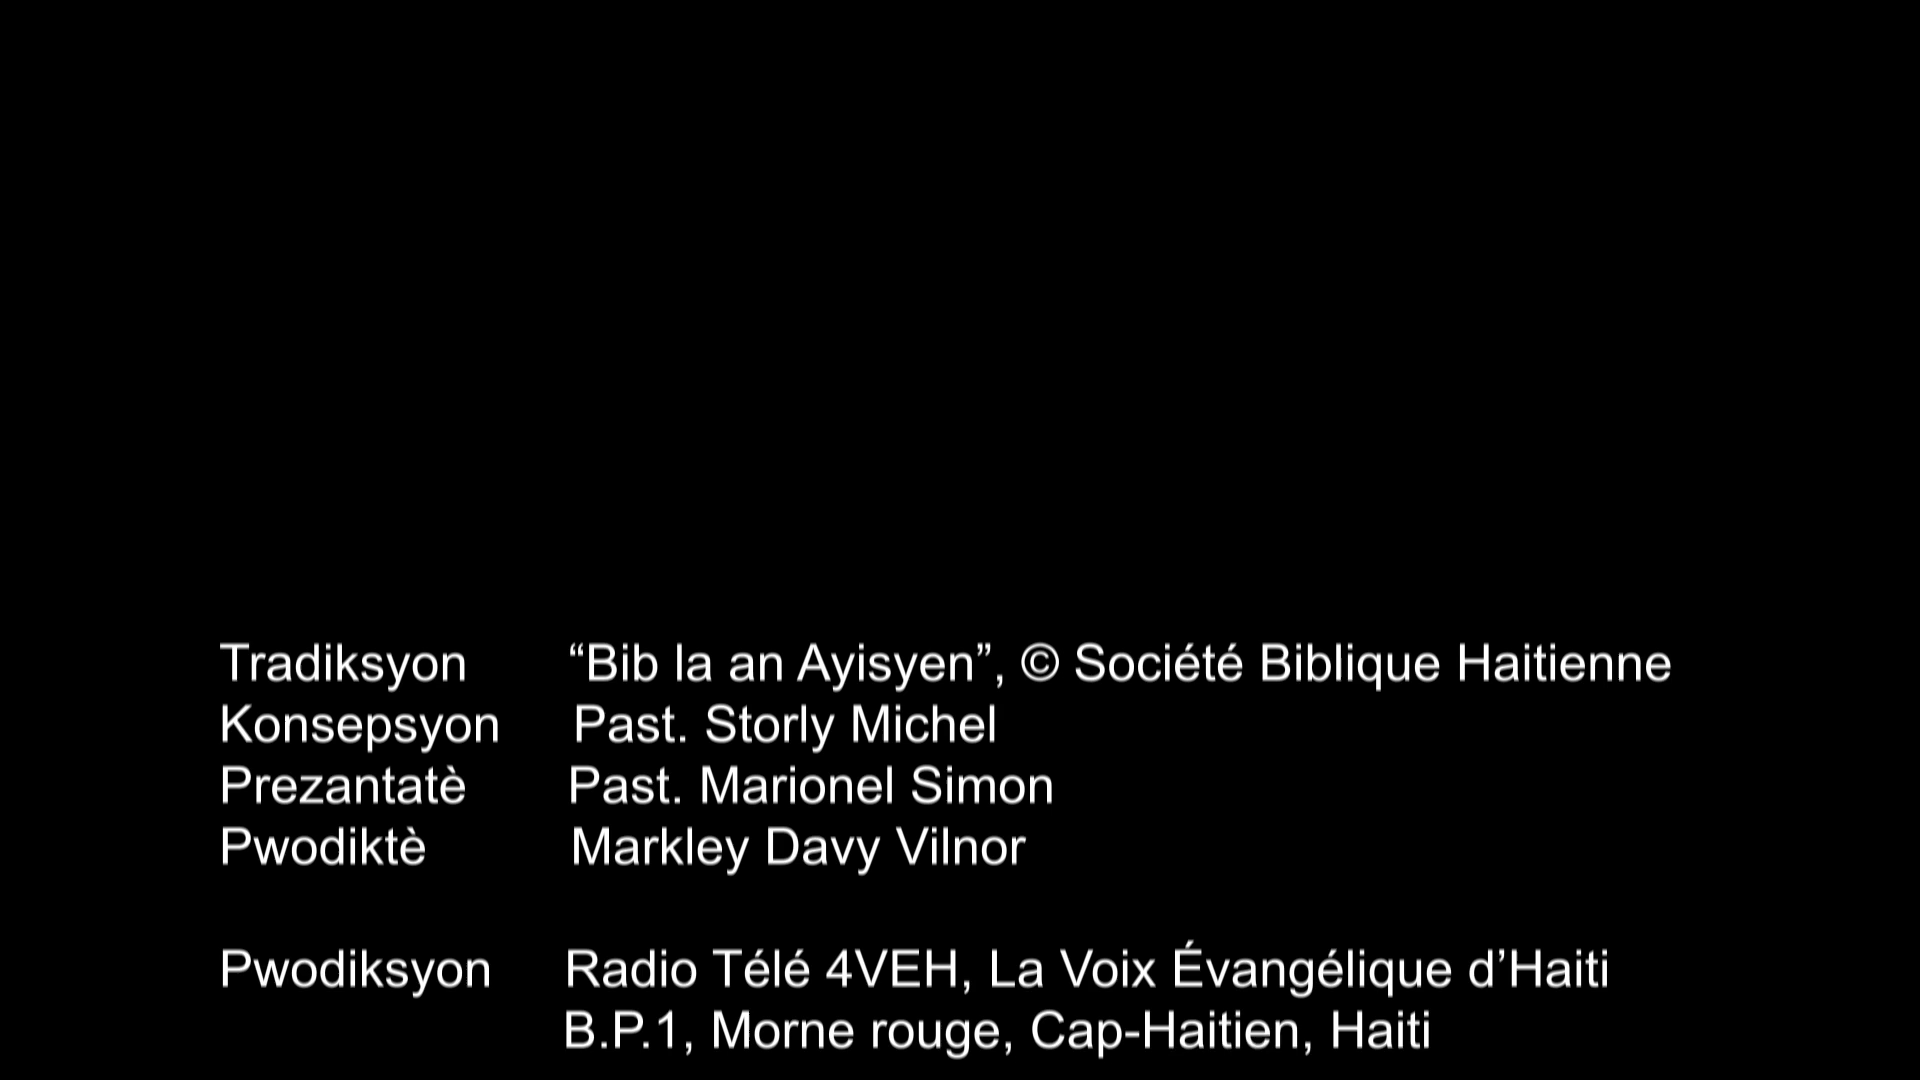 Tradiksyon “Bib la an Ayisyen”, © Société Biblique Haitienne
Konsepsyon Past. Storly Michel
Prezantatè Past. Marionel Simon
Pwodiktè Markley Davy Vilnor
Pwodiksyon Radio Télé 4VEH, La Voix Évangélique d’Haiti
B.P.1, Morne rouge, Cap-Haitien, Haiti